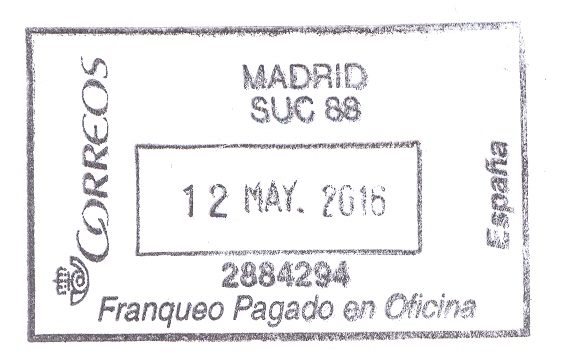 CORREOS
MADRID
SUC 88
12 MAY. 2016
2884294
Franqueo Pagado en Oficina
España